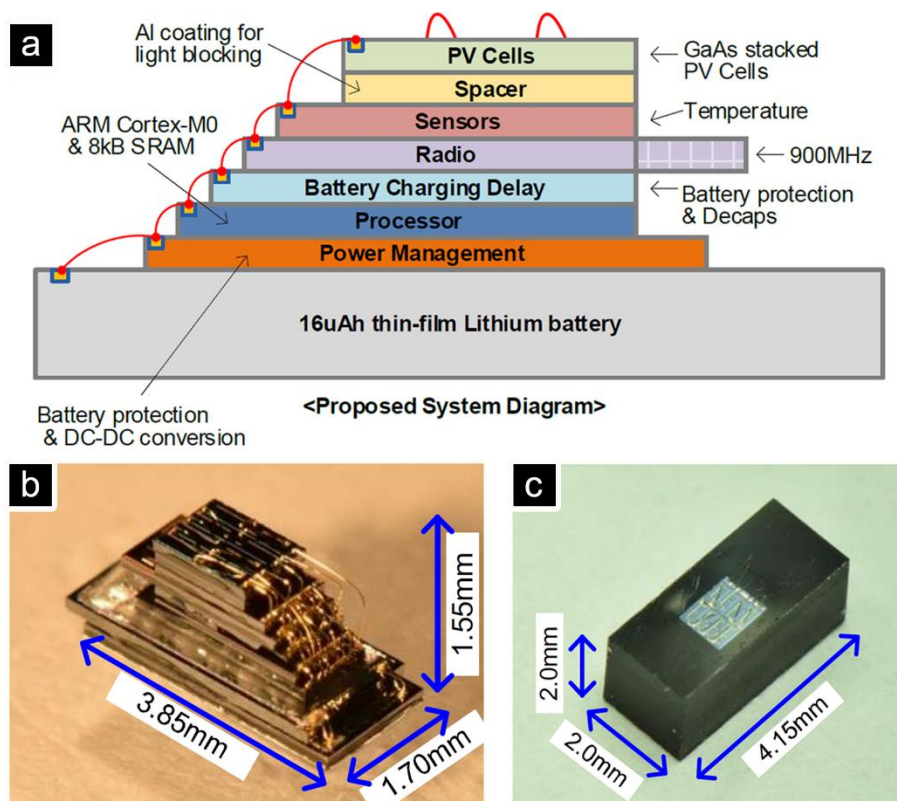 a
Al coating for
light blocking
PV Cells
GaAs stacked
PV Cells
Spacer
Sensors
Temperature
ARM Cortex-M0
& 8kB SRAM
Radio
900MHz
Battery Charging Delay
Battery protection
& Decaps
Processor
Power Management
16uAh thin-film Lithium battery
Battery protection
& DC-DC conversion
<Proposed System Diagram>
b
1.55mm
3.85mm
1.70mm
c
2.0mm
2.0mm
4.15mm